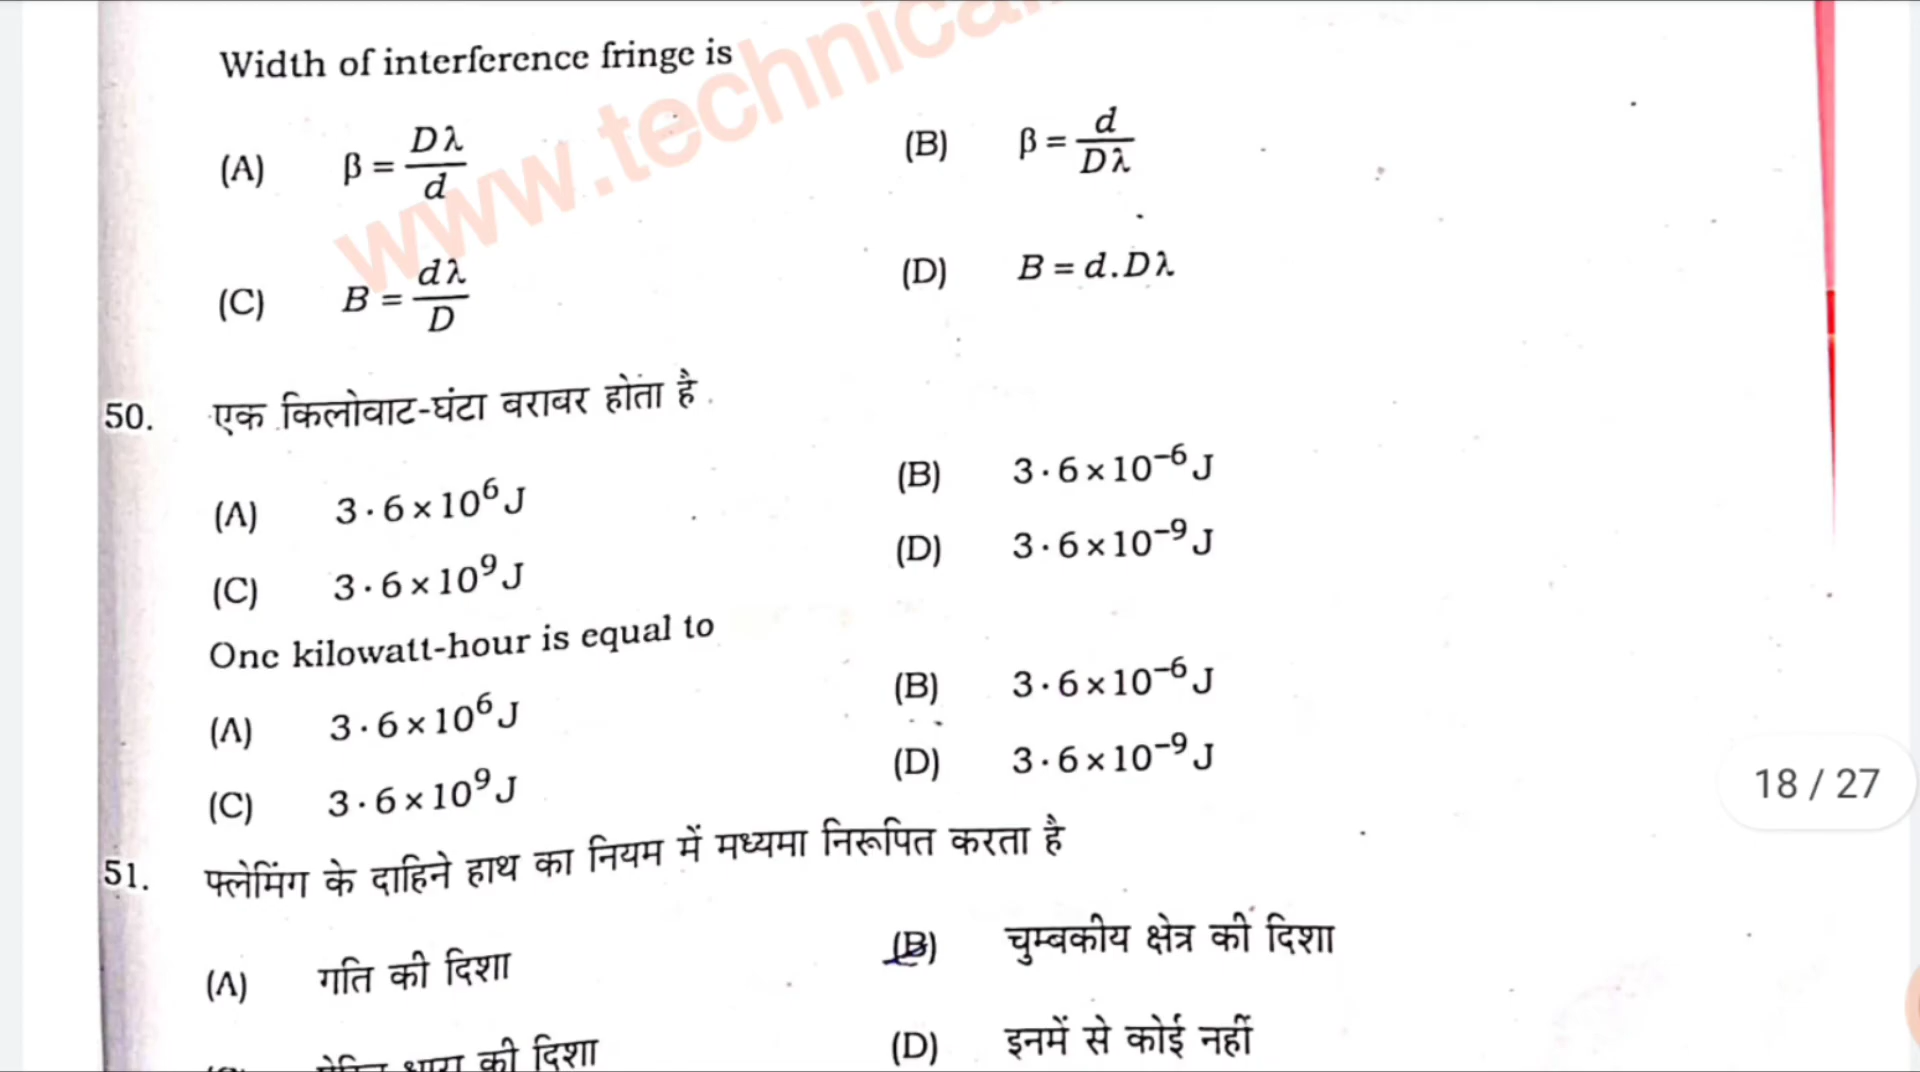 www.technica
Width of interference fringe is
(A) β = Dλ/d (B) β = d/Dλ
(C) B = dλ/D (D) B = d.Dλ
50. एक किलोवाट-घंटा बराबर होता है
(A) 3·6×10⁶J (B) 3·6×10⁻⁶J
(C) 3·6×10⁹J (D) 3·6×10⁻⁹J
One kilowatt-hour is equal to
(A) 3·6×10⁶J (B) 3·6×10⁻⁶J
(C) 3·6×10⁹J (D) 3·6×10⁻⁹J
18 / 27
51. फ्लेमिंग के दाहिने हाथ का नियम में मध्यमा निरूपित करता है
(A) गति की दिशा (B) चुम्बकीय क्षेत्र की दिशा
की दिशा (D) इनमें से कोई नहीं